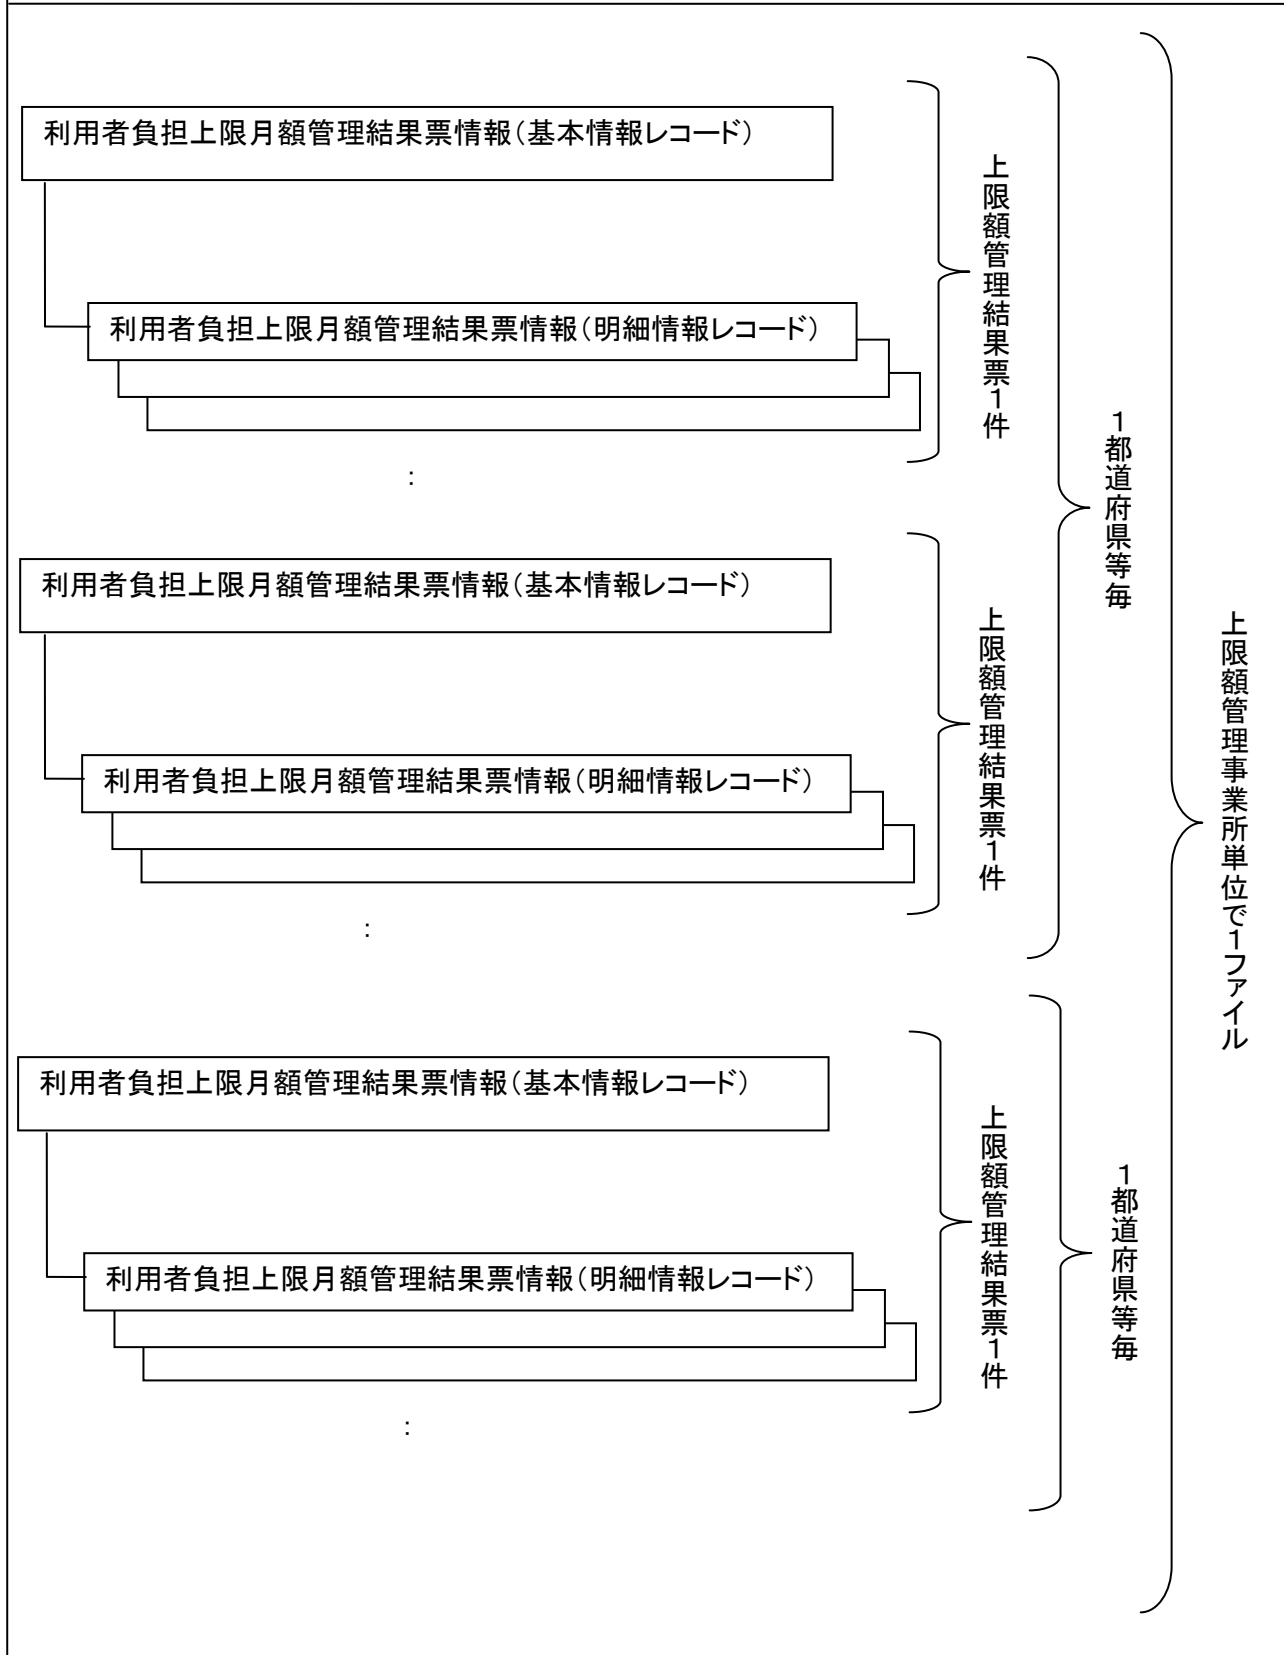 利用者負担上限月額管理結果票情報(基本情報レコード)
利用者負担上限月額管理結果票情報(明細情報レコード)
:
上限額管理結果票1件
利用者負担上限月額管理結果票情報(基本情報レコード)
利用者負担上限月額管理結果票情報(明細情報レコード)
:
上限額管理結果票1件
1都道府県等毎
利用者負担上限月額管理結果票情報(基本情報レコード)
利用者負担上限月額管理結果票情報(明細情報レコード)
:
上限額管理結果票1件
1都道府県等毎
上限額管理事業所単位で1ファイル